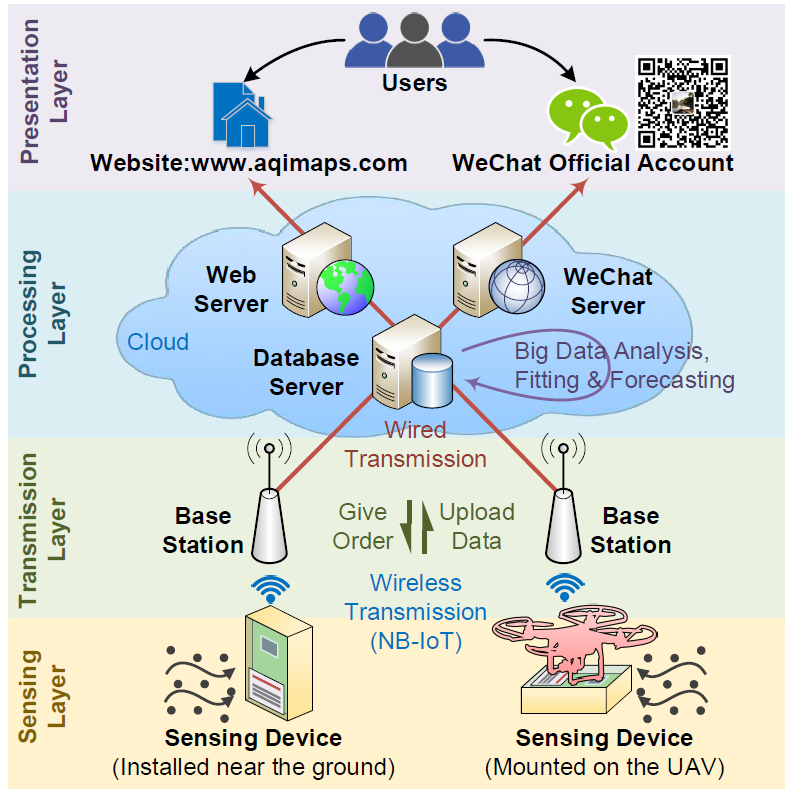 Presentation
Layer
Users
Website:www.aqimaps.com
WeChat Official Account
Processing
Layer
Web
Server
WeChat
Server
Cloud
Database
Server
Big Data Analysis,
Fitting & Forecasting
Wired
Transmission
Transmission
Layer
Base
Station
Give
Order
Upload
Data
Base
Station
Wireless
Transmission
(NB-IoT)
Sensing
Layer
Sensing Device
(Installed near the ground)
Sensing Device
(Mounted on the UAV)